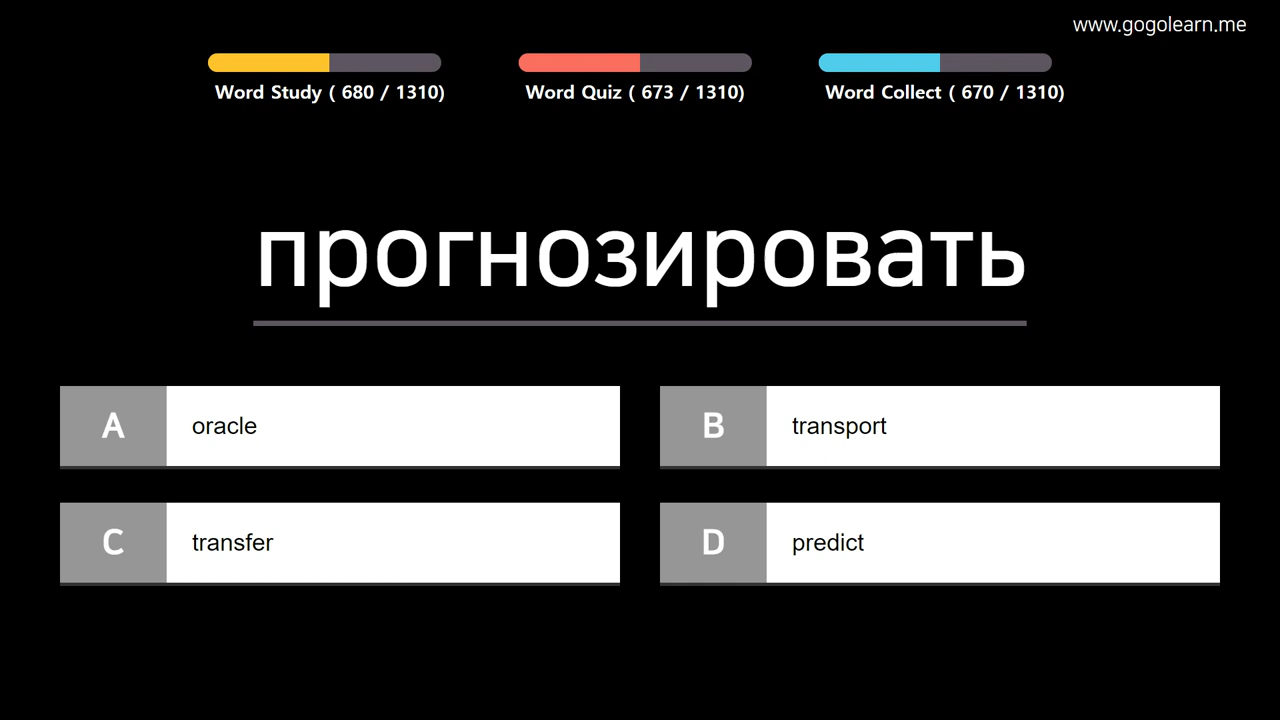 www.gogolearn.me
Word Study ( 680 / 1310)
Word Quiz ( 673 / 1310)
Word Collect ( 670 / 1310)
прогнозировать
A oracle
B transport
C transfer
D predict